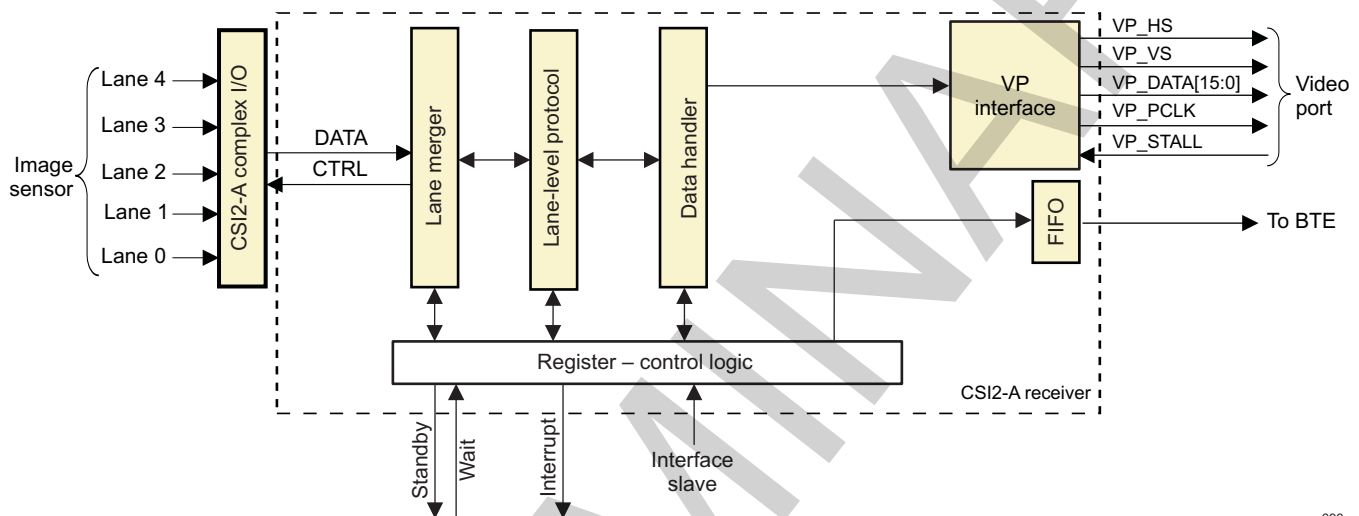 VP_HS
VP_VS
VP_DATA[15:0]
VP_PCLK
VP_STALL
Video
port
VP
interface
Lane 4
Lane 3
Lane 2
Lane 1
Lane 0
Image
sensor
CSI2-A complex I/O
DATA
CTRL
Lane merger
Lane-level protocol
Data handler
FIFO
To BTE
Register – control logic
CSI2-A receiver
Standby
Wait
Interrupt
Interface
slave